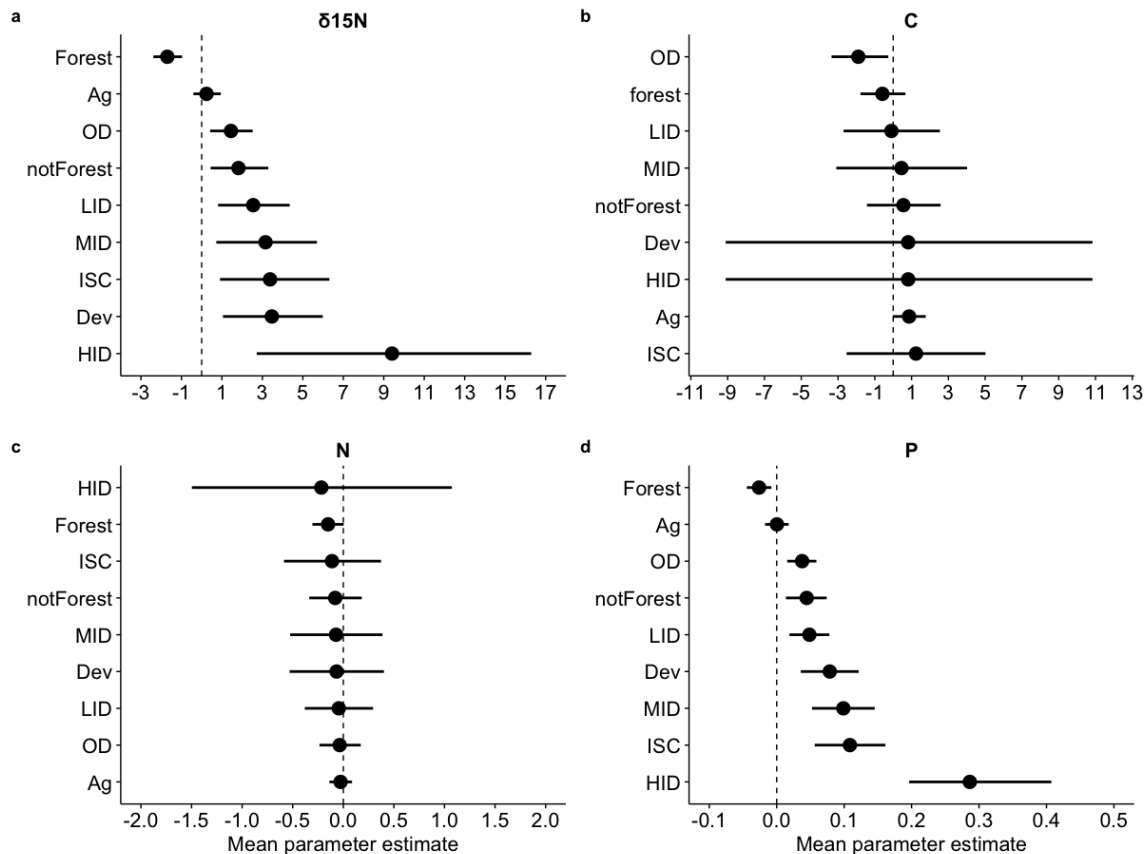 a
δ15N
Forest
Ag
OD
notForest
LID
MID
ISC
Dev
HID
-3 -1 1 3 5 7 9 11 13 15 17
b
C
OD
forest
LID
MID
notForest
Dev
HID
Ag
ISC
-11 -9 -7 -5 -3 -1 1 3 5 7 9 11 13
c
N
HID
Forest
ISC
notForest
MID
Dev
LID
OD
Ag
-2.0 -1.5 -1.0 -0.5 0.0 0.5 1.0 1.5 2.0
Mean parameter estimate
d
P
Forest
Ag
OD
notForest
LID
Dev
MID
ISC
HID
-0.1 0.0 0.1 0.2 0.3 0.4 0.5
Mean parameter estimate